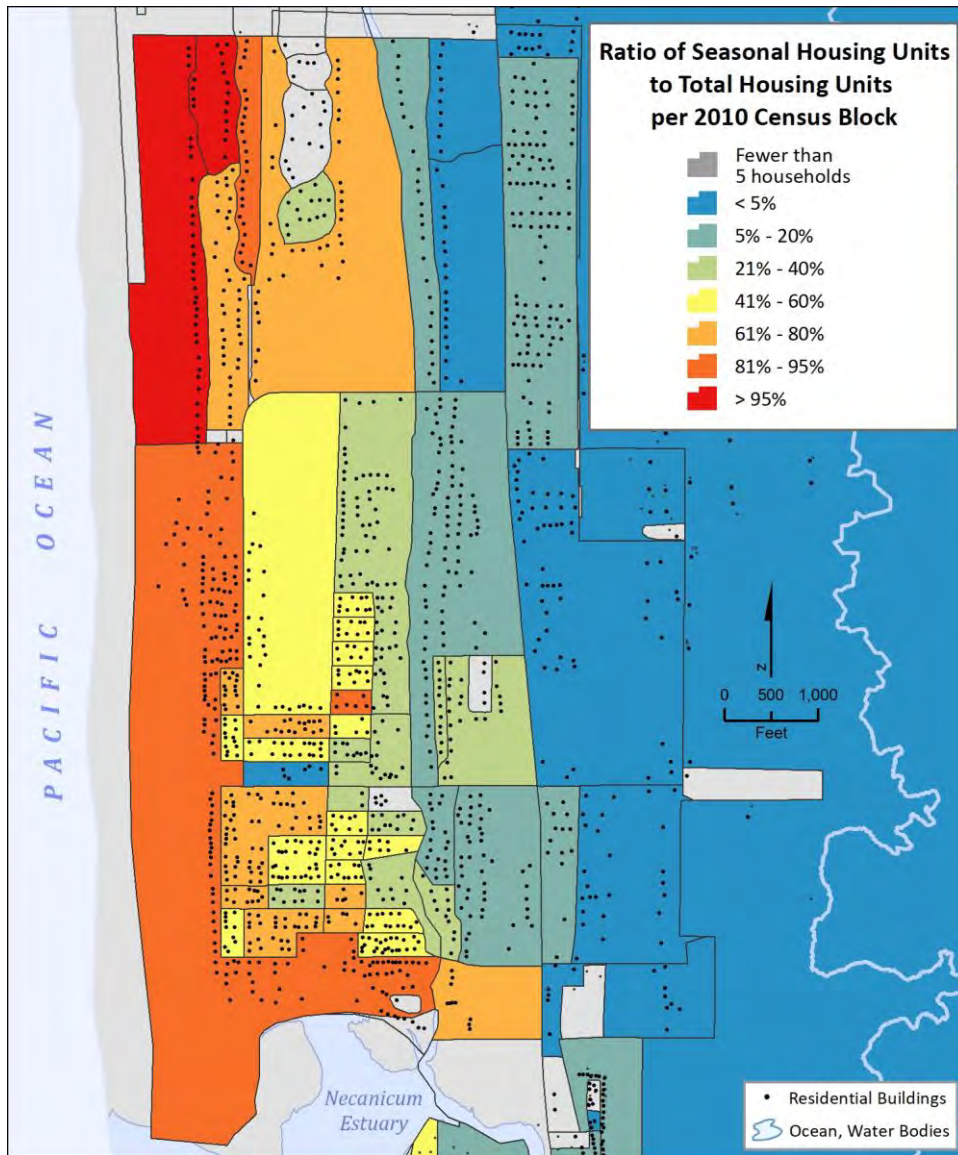 Ratio of Seasonal Housing Units
to Total Housing Units
per 2010 Census Block
Fewer than
5 households
< 5%
5% - 20%
21% - 40%
41% - 60%
61% - 80%
81% - 95%
> 95%
PACIFIC OCEAN
N
0 500 1,000
Feet
Necanicum
Estuary
Residential Buildings
Ocean, Water Bodies